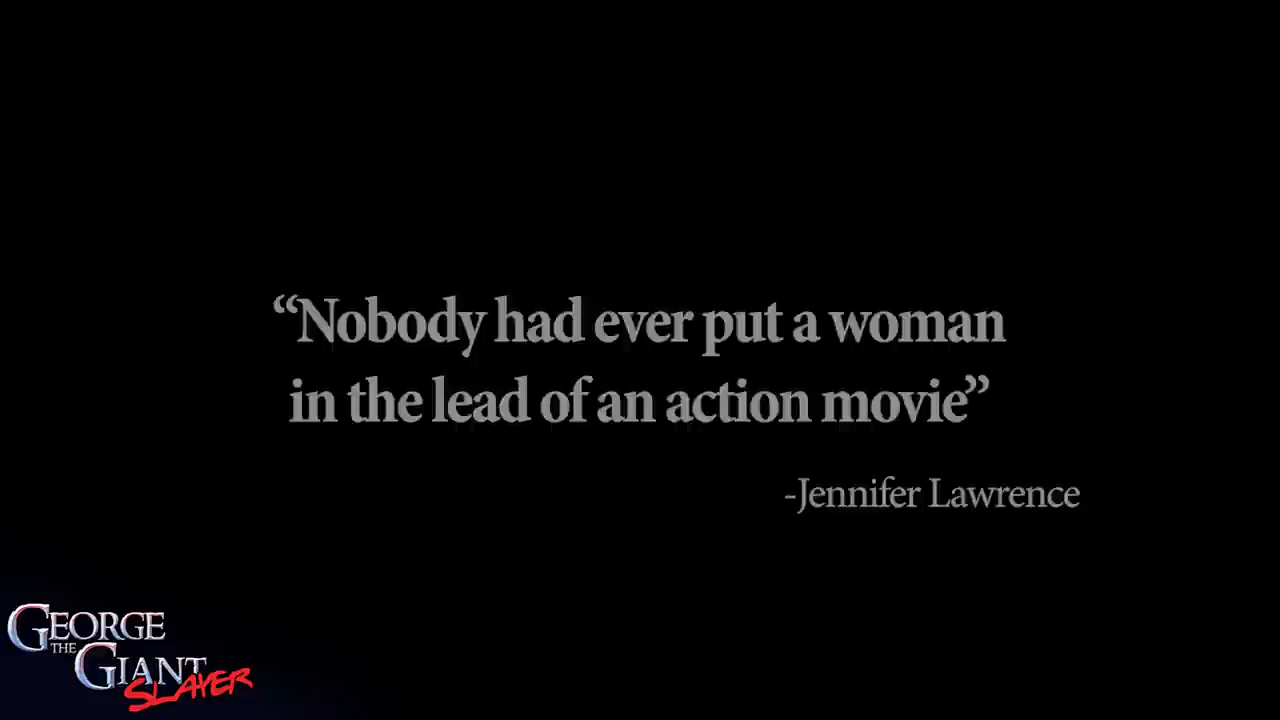 “Nobody had ever put a woman
in the lead of an action movie”
-Jennifer Lawrence
GEORGE
THE
GIANT
SLAYER